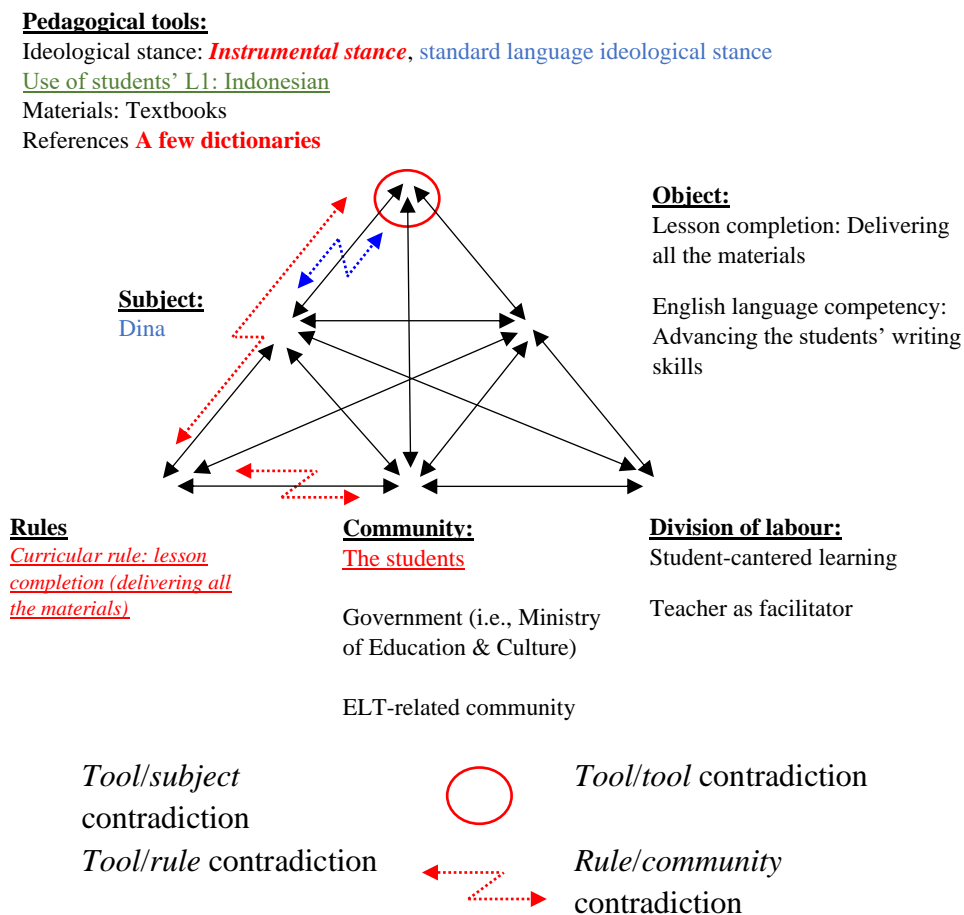 Pedagogical tools:
Ideological stance: Instrumental stance, standard language ideological stance
Use of students’ L1: Indonesian
Materials: Textbooks
References A few dictionaries
Object:
Lesson completion: Delivering
all the materials
English language competency:
Advancing the students’ writing
skills
Subject:
Dina
Rules
Curricular rule: lesson
completion (delivering all
the materials)
Community:
The students
Government (i.e., Ministry
of Education & Culture)
ELT-related community
Division of labour:
Student-cantered learning
Teacher as facilitator
Tool/subject
contradiction
Tool/tool contradiction
Tool/rule contradiction
Rule/community
contradiction